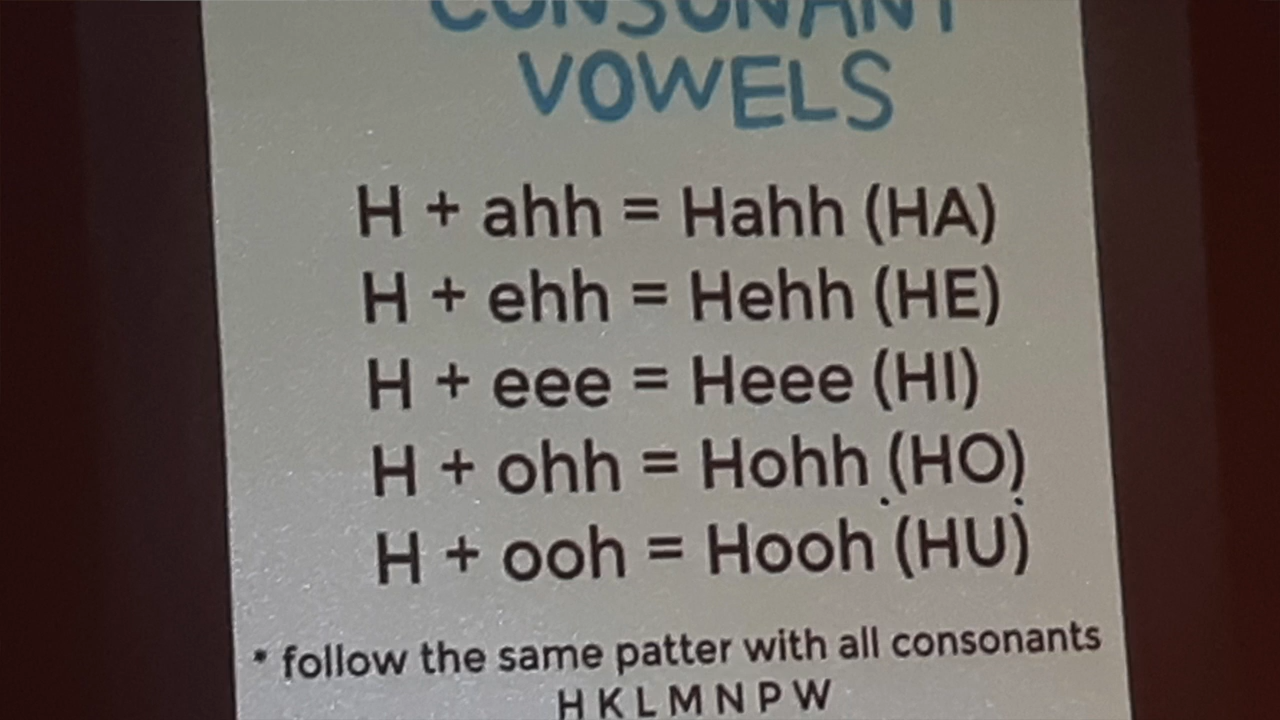 CONSONANT
VOWELS
H + ahh = Hahh (HA)
H + ehh = Hehh (HE)
H + eee = Heee (HI)
H + ohh = Hohh (HO)
H + ooh = Hooh (HU)
* follow the same patter with all consonants
H K L M N P W